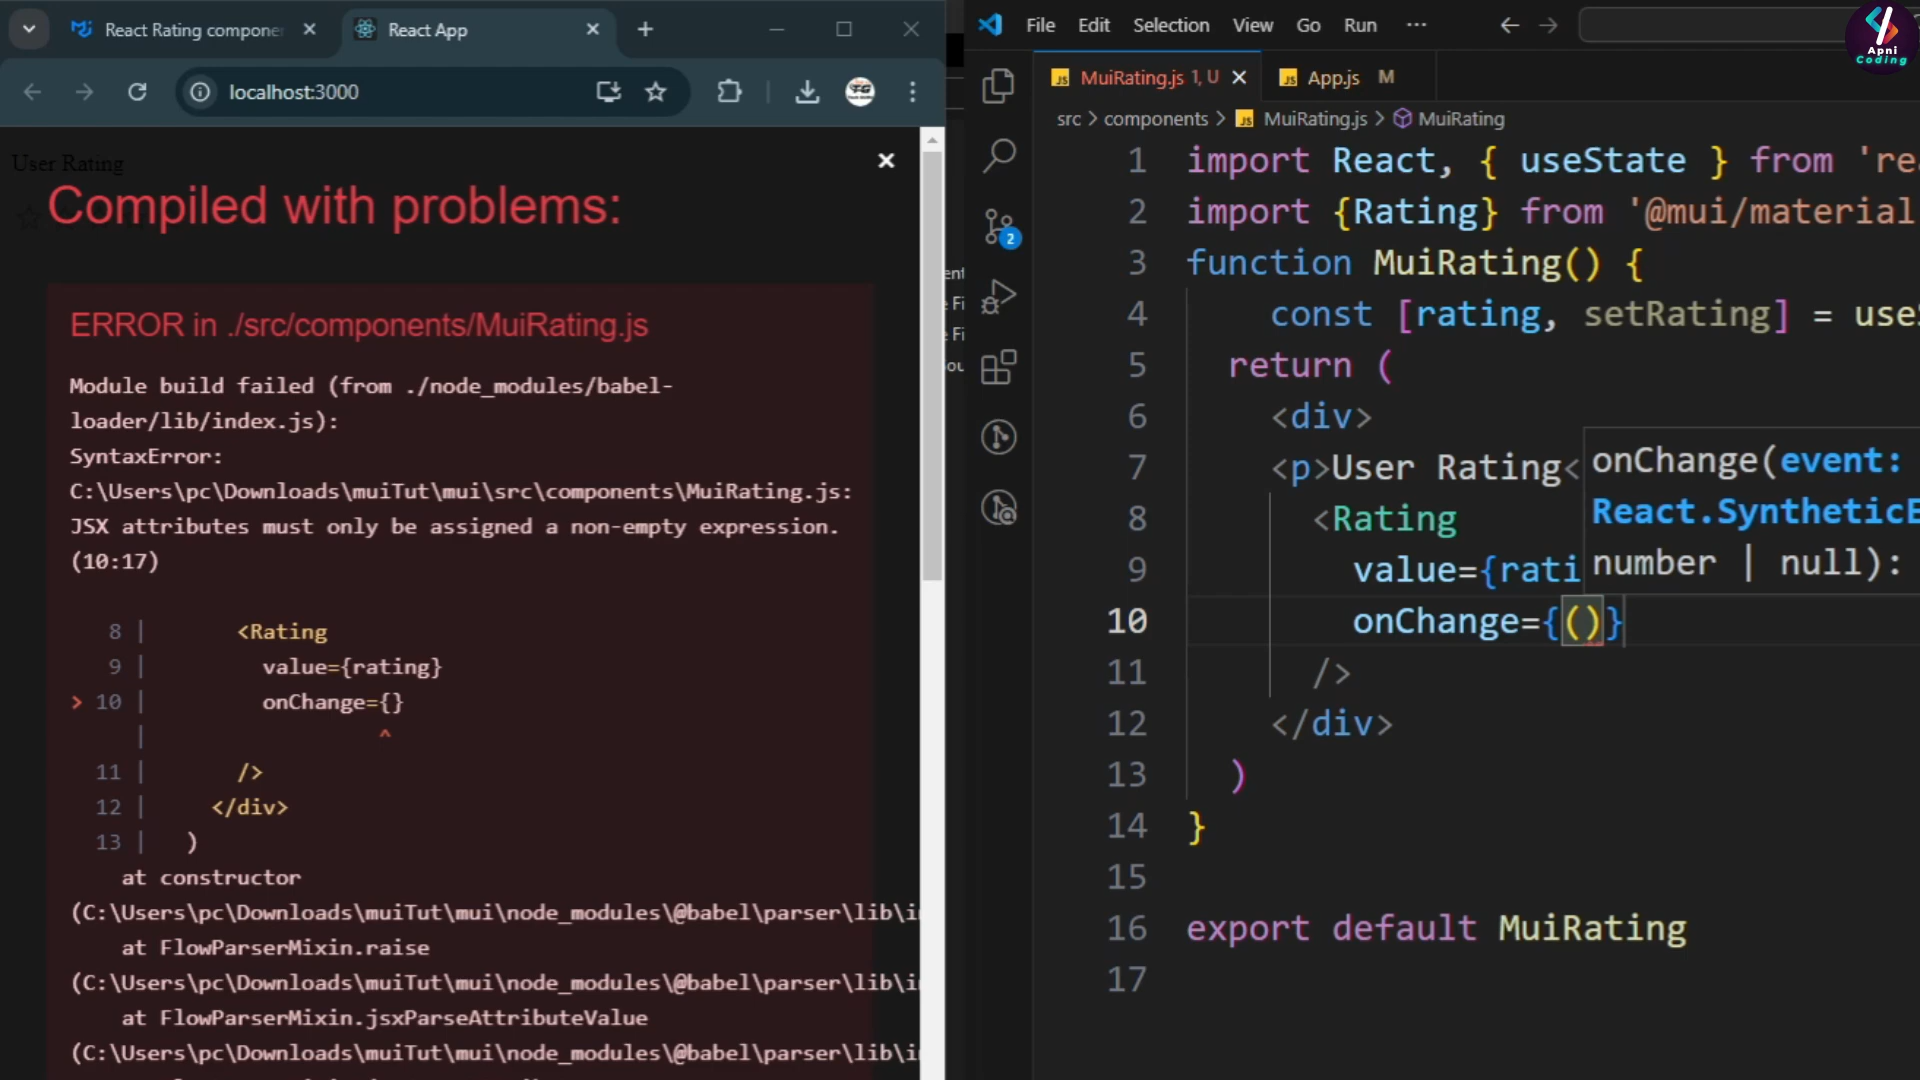 React Rating componen
React App
localhost:3000
User Rating
Compiled with problems:
ERROR in ./src/components/MuiRating.js
Module build failed (from ./node_modules/babel-
loader/lib/index.js):
SyntaxError:
C:\Users\pc\Downloads\muiTut\mui\src\components\MuiRating.js:
JSX attributes must only be assigned a non-empty expression.
(10:17)
8 | <Rating
9 | value={rating}
> 10 | onChange={}
| ^
11 | />
12 | </div>
13 | )
at constructor
(C:\Users\pc\Downloads\muiTut\mui\node_modules\@babel\parser\lib\i
at FlowParserMixin.raise
(C:\Users\pc\Downloads\muiTut\mui\node_modules\@babel\parser\lib\i
at FlowParserMixin.jsxParseAttributeValue
(C:\Users\pc\Downloads\muiTut\mui\node_modules\@babel\parser\lib\i
File Edit Selection View Go Run ···
Apni
Coding
MuiRating.js 1, U
App.js M
src > components > MuiRating.js > MuiRating
2
1 import React, { useState } from 're
2 import {Rating} from '@mui/material
3 function MuiRating() {
4 const [rating, setRating] = use
5 return (
6 <div>
7 <p>User Rating<
8 <Rating
9 value={rati
10 onChange={()}
11 />
12 </div>
13 )
14 }
15
16 export default MuiRating
17
onChange(event:
React.SyntheticE
number | null):